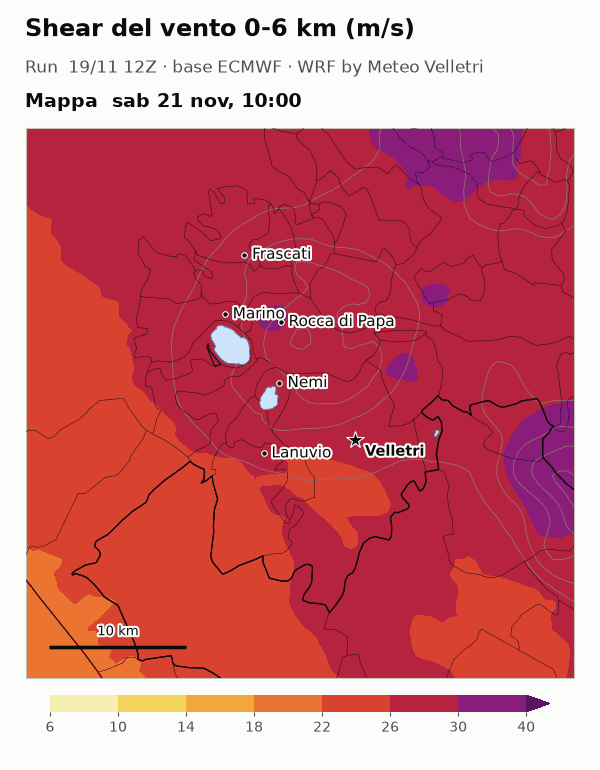 Shear del vento 0-6 km (m/s)
Run  19/11 12Z · base ECMWF · WRF by Meteo Velletri
Mappa  sab 21 nov, 10:00
Frascati
Marino
Rocca di Papa
Nemi
Lanuvio
Velletri
10 km
6 10 14 18 22 26 30 40